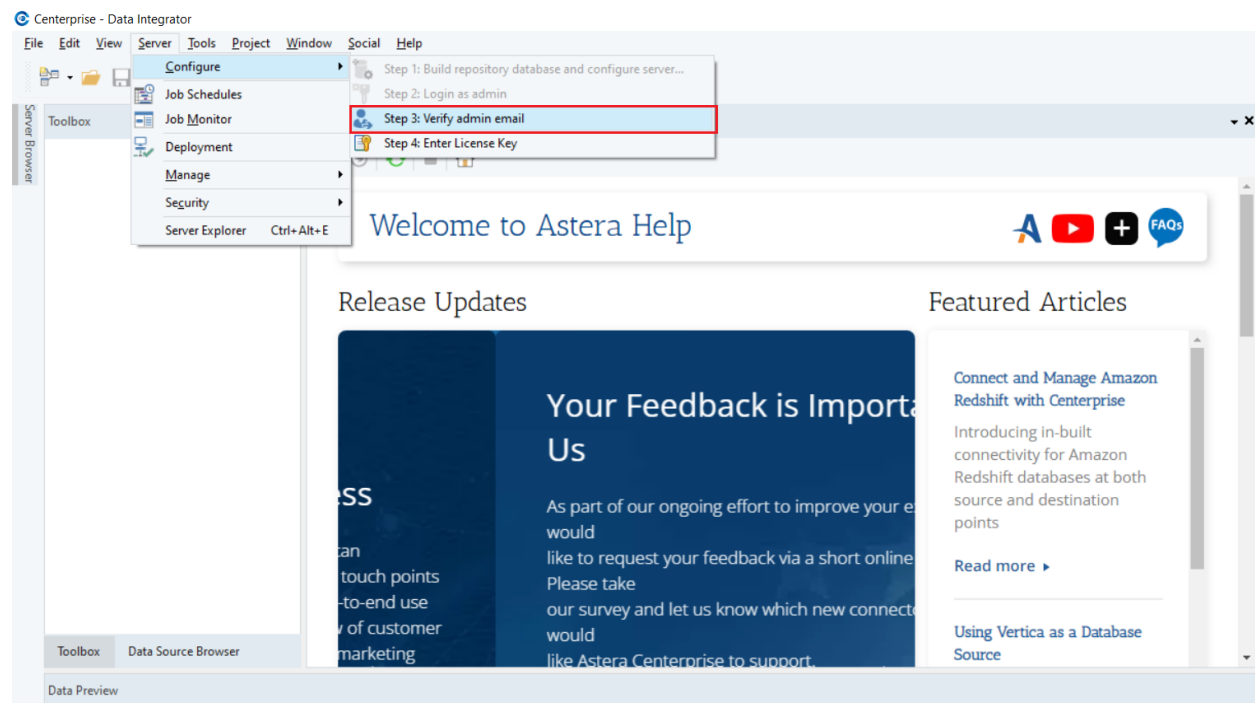 Centerprise - Data Integrator
File Edit View Server Tools Project Window Social Help
Configure
Job Schedules
Job Monitor
Deployment
Manage
Security
Server Explorer Ctrl+Alt+E
Step 1: Build repository database and configure server...
Step 2: Login as admin
Step 3: Verify admin email
Step 4: Enter License Key
Server Browser
Toolbox
Welcome to Astera Help
FAQs
Release Updates
ess
can
touch points
-to-end use
of customer
marketing
Your Feedback is Importa
Us
As part of our ongoing effort to improve your e
would
like to request your feedback via a short online
Please take
our survey and let us know which new connecto
would
like Astera Centerprise to support.
Featured Articles
Connect and Manage Amazon
Redshift with Centerprise
Introducing in-built
connectivity for Amazon
Redshift databases at both
source and destination
points
Read more
Using Vertica as a Database
Source
Toolbox Data Source Browser
Data Preview